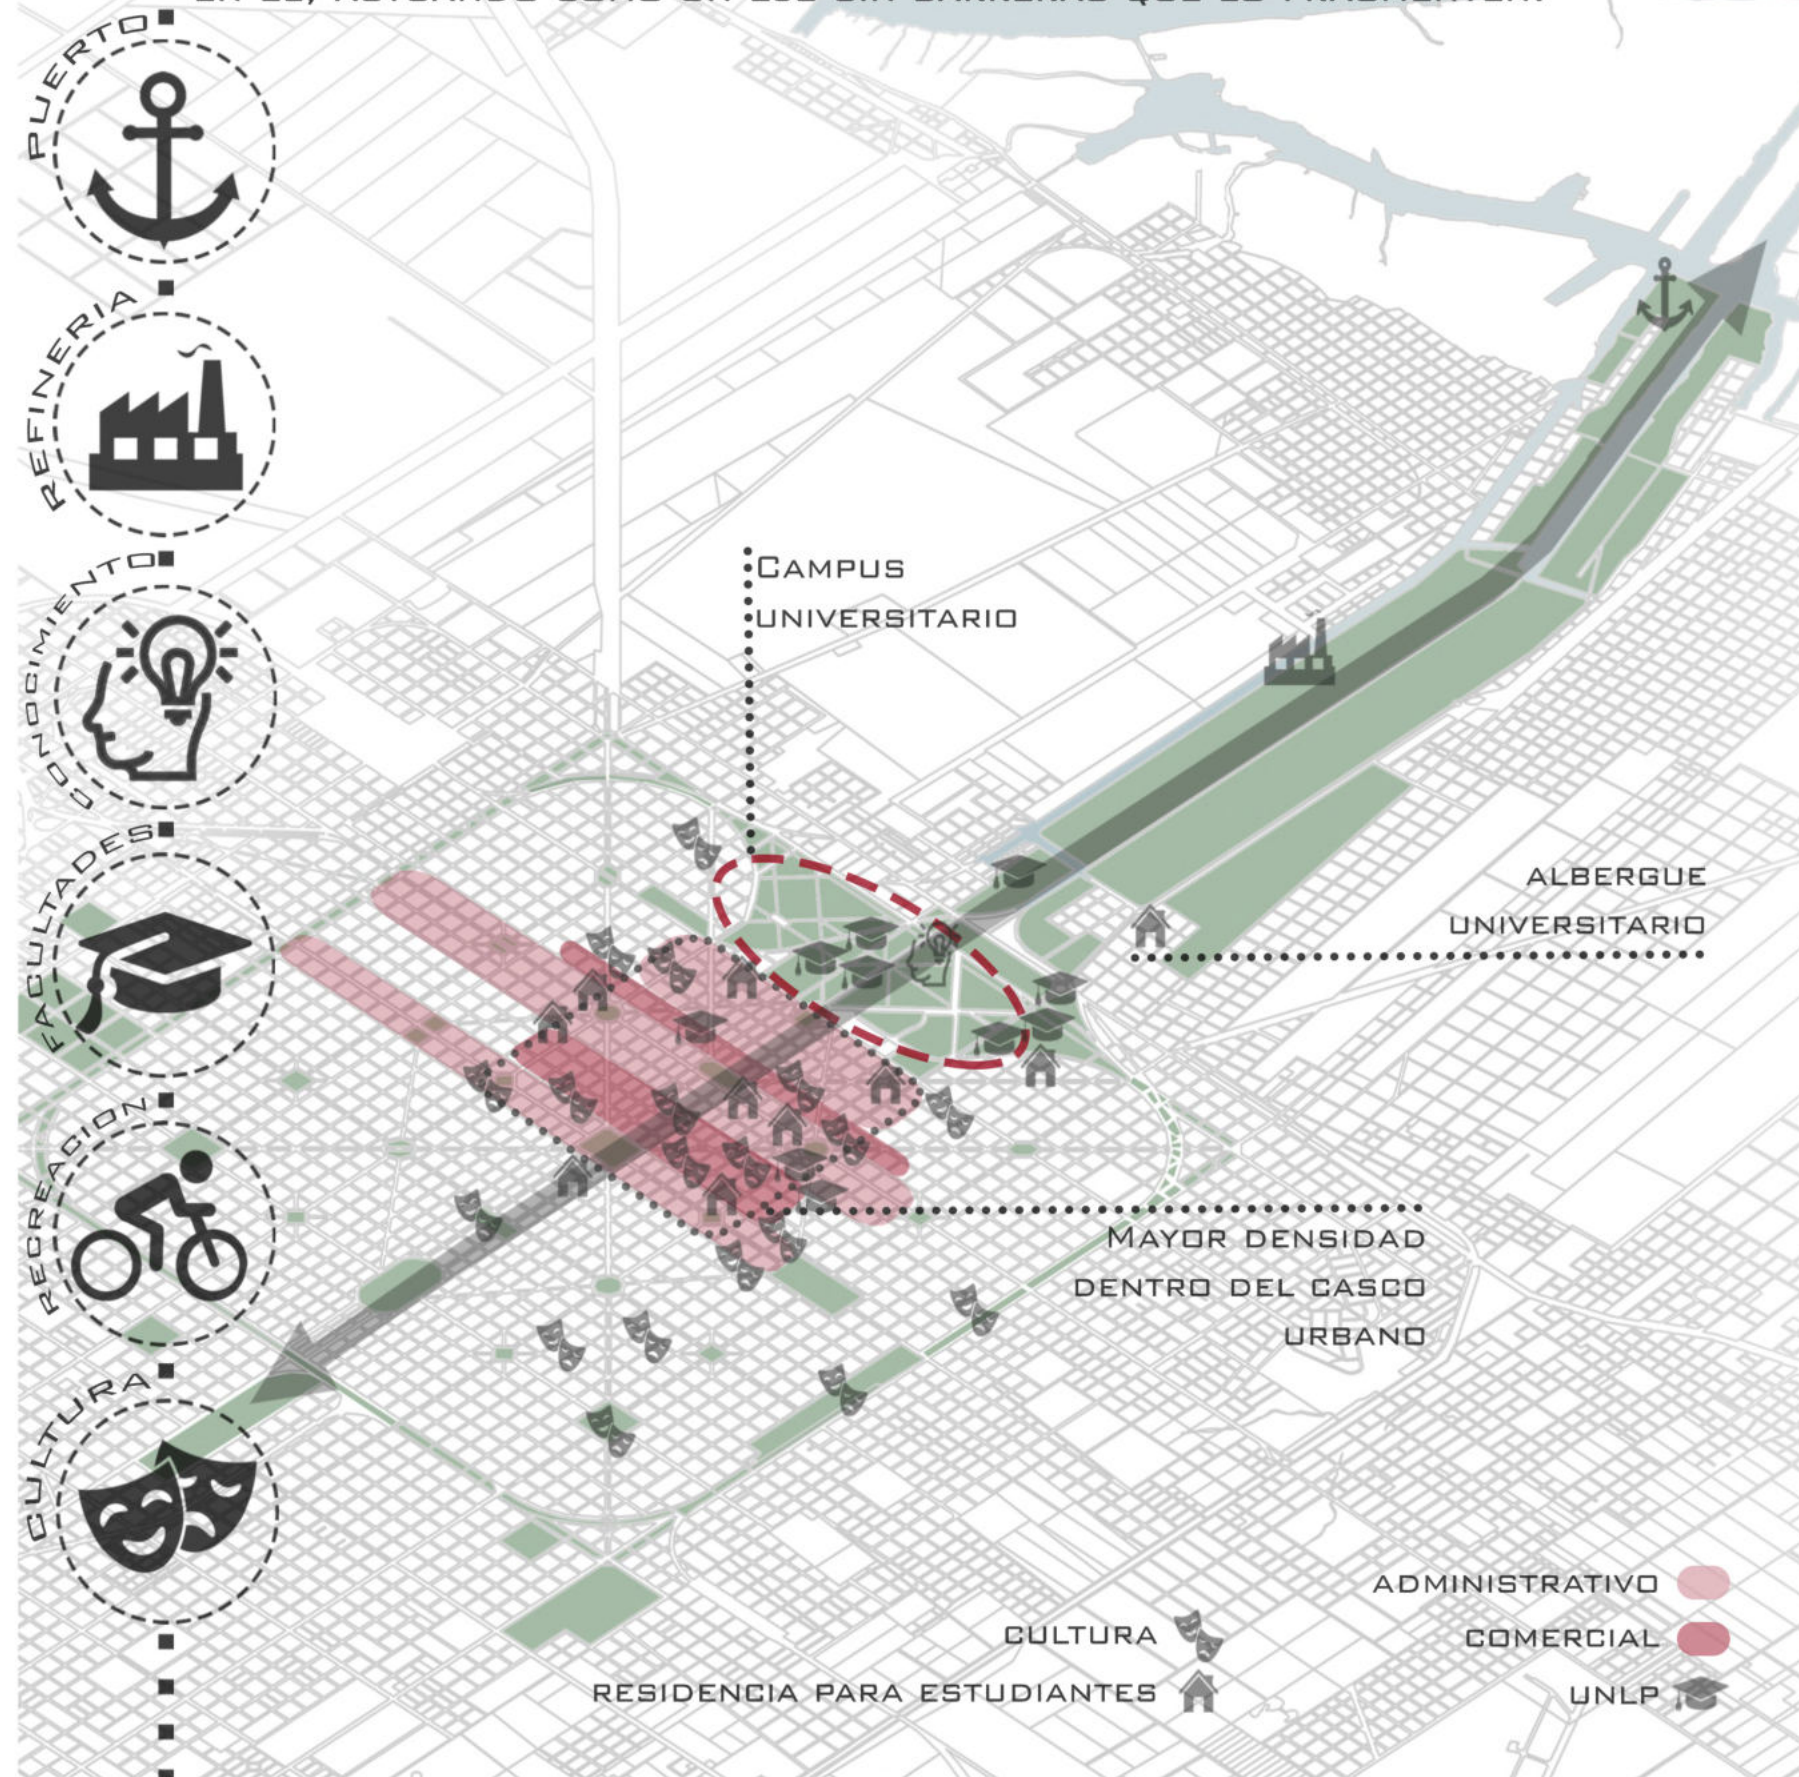 PUERTO
REFINERIA
CONOCIMIENTO
FACULTADES
RECREACION
CULTURA
CAMPUS
UNIVERSITARIO
ALBERGUE
UNIVERSITARIO
MAYOR DENSIDAD
DENTRO DEL CASCO
URBANO
ADMINISTRATIVO
CULTURA
COMERCIAL
RESIDENCIA PARA ESTUDIANTES
UNLP